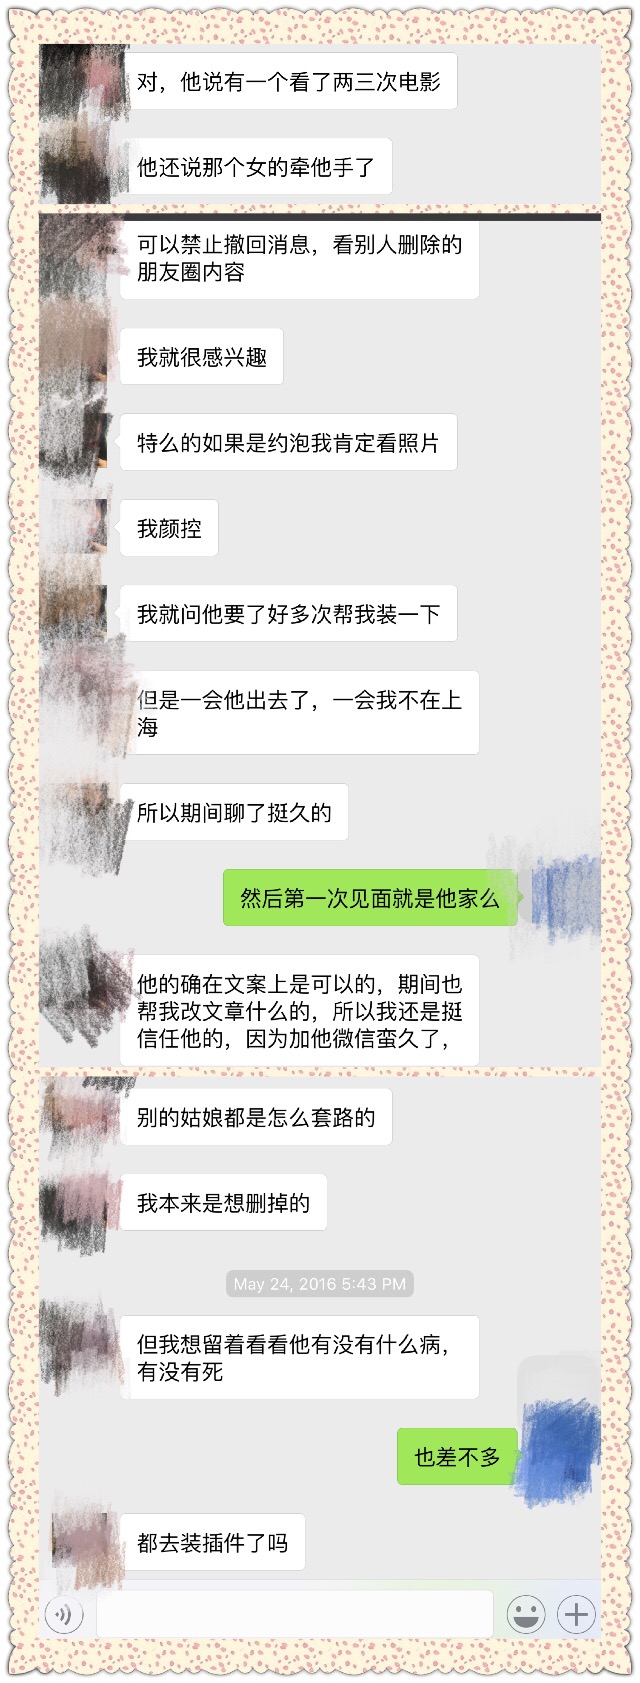 对，他说有一个看了两三次电影
他还说那个女的牵他手了
可以禁止撤回消息，看别人删除的
朋友圈内容
我就很感兴趣
特么的如果是约泡我肯定看照片
我颜控
我就问他要了好多次帮我装一下
但是一会他出去了，一会我不在上
海
所以期间聊了挺久的
然后第一次见面就是他家么
他的确在文案上是可以的，期间也
帮我改文章什么的，所以我还是挺
信任他的，因为加他微信蛮久了，
别的姑娘都是怎么套路的
我本来是想删掉的
May 24, 2016 5:43 PM
但我想留着看看他有没有什么病，
有没有死
也差不多
都去装插件了吗